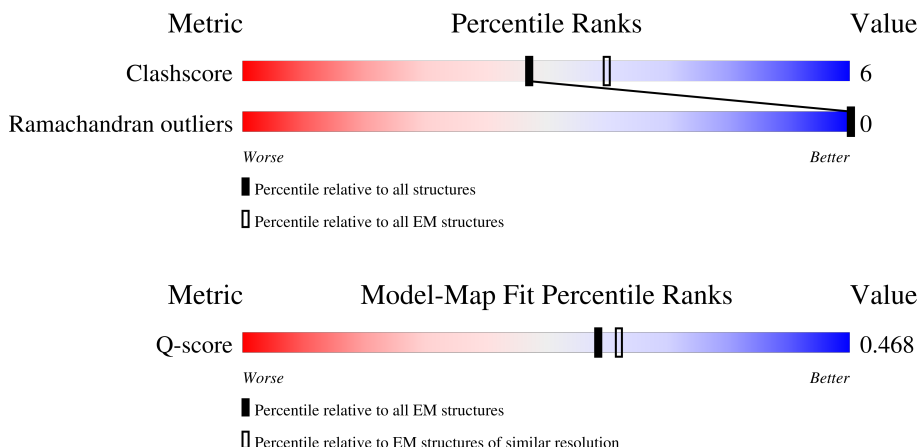 Metric Percentile Ranks Value
Clashscore 6
Ramachandran outliers 0
Worse Better
Percentile relative to all structures
Percentile relative to all EM structures
Metric Model-Map Fit Percentile Ranks Value
Q-score 0.468
Worse Better
Percentile relative to all EM structures
Percentile relative to EM structures of similar resolution